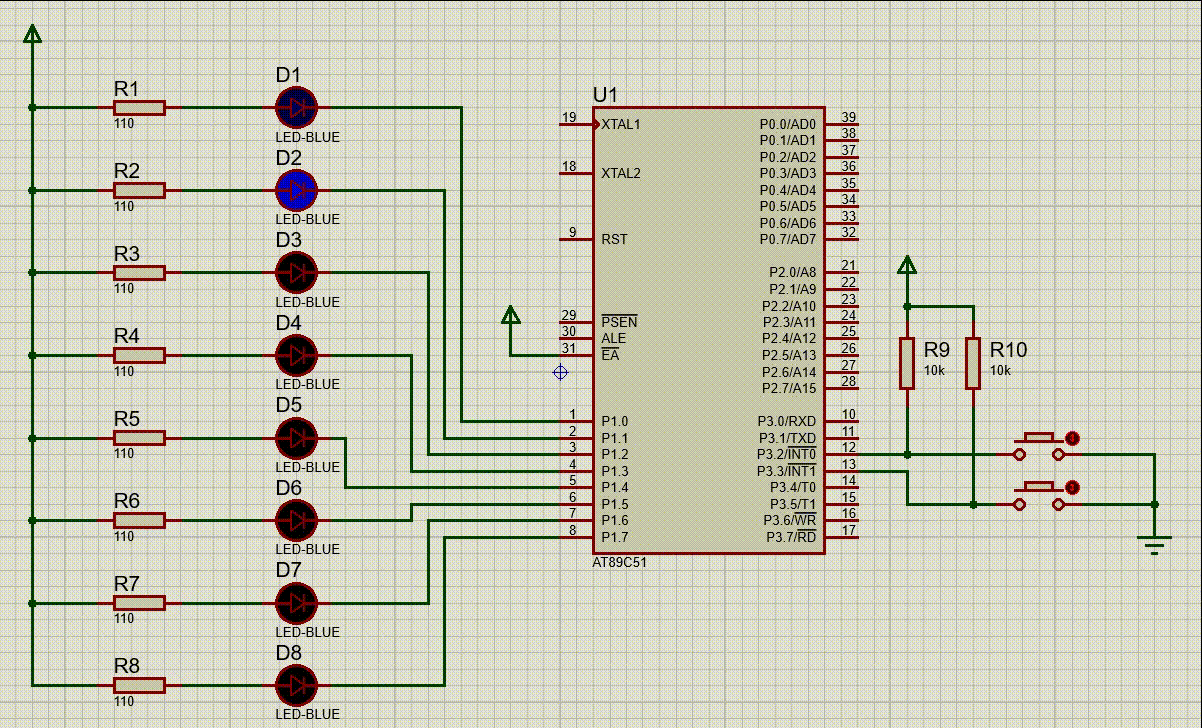 R1
110
D1
LED-BLUE
R2
110
D2
LED-BLUE
R3
110
D3
LED-BLUE
R4
110
D4
LED-BLUE
R5
110
D5
LED-BLUE
R6
110
D6
LED-BLUE
R7
110
D7
LED-BLUE
R8
110
D8
LED-BLUE
U1
19 XTAL1
18 XTAL2
9 RST
29 PSEN
30 ALE
31 EA
1 P1.0
2 P1.1
3 P1.2
4 P1.3
5 P1.4
6 P1.5
7 P1.6
8 P1.7
P0.0/AD0 39
P0.1/AD1 38
P0.2/AD2 37
P0.3/AD3 36
P0.4/AD4 35
P0.5/AD5 34
P0.6/AD6 33
P0.7/AD7 32
P2.0/A8 21
P2.1/A9 22
P2.2/A10 23
P2.3/A11 24
P2.4/A12 25
P2.5/A13 26
P2.6/A14 27
P2.7/A15 28
P3.0/RXD 10
P3.1/TXD 11
P3.2/INT0 12
P3.3/INT1 13
P3.4/T0 14
P3.5/T1 15
P3.6/WR 16
P3.7/RD 17
AT89C51
R9
10k
R10
10k